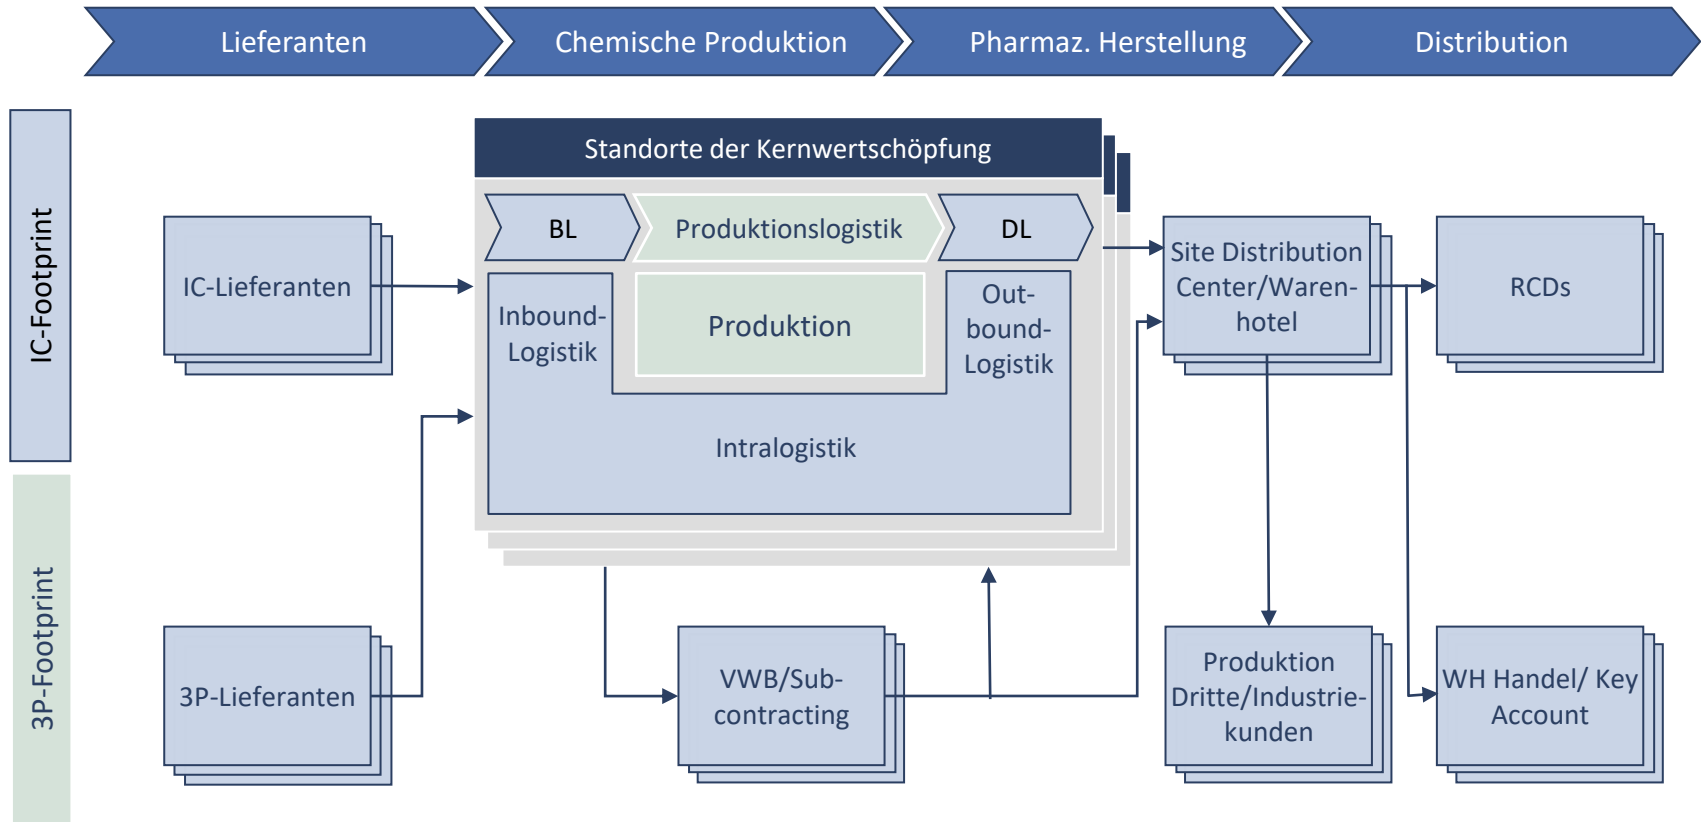 Lieferanten
Chemische Produktion
Pharmaz. Herstellung
Distribution
IC-Footprint
3P-Footprint
Standorte der Kernwertschöpfung
BL
Produktionslogistik
DL
Inbound-
Logistik
Produktion
Out-
bound-
Logistik
Intralogistik
IC-Lieferanten
Site Distribution
Center/Waren-
hotel
RCDs
3P-Lieferanten
VWB/Sub-
contracting
Produktion
Dritte/Industrie-
kunden
WH Handel/ Key
Account